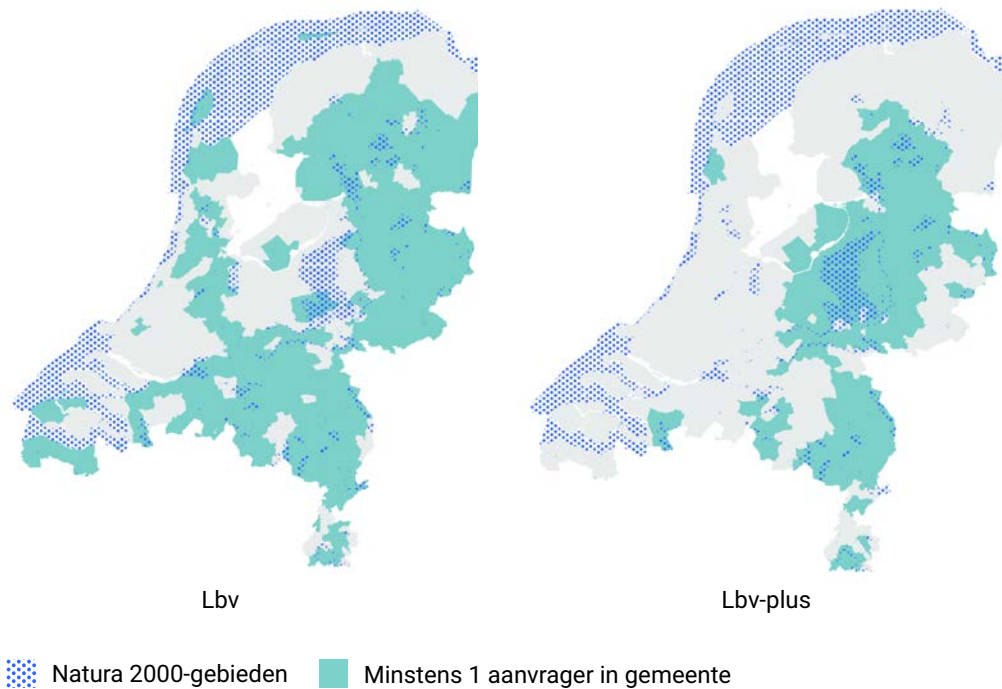 Lbv
Lbv-plus
Natura 2000-gebieden
Minstens 1 aanvrager in gemeente